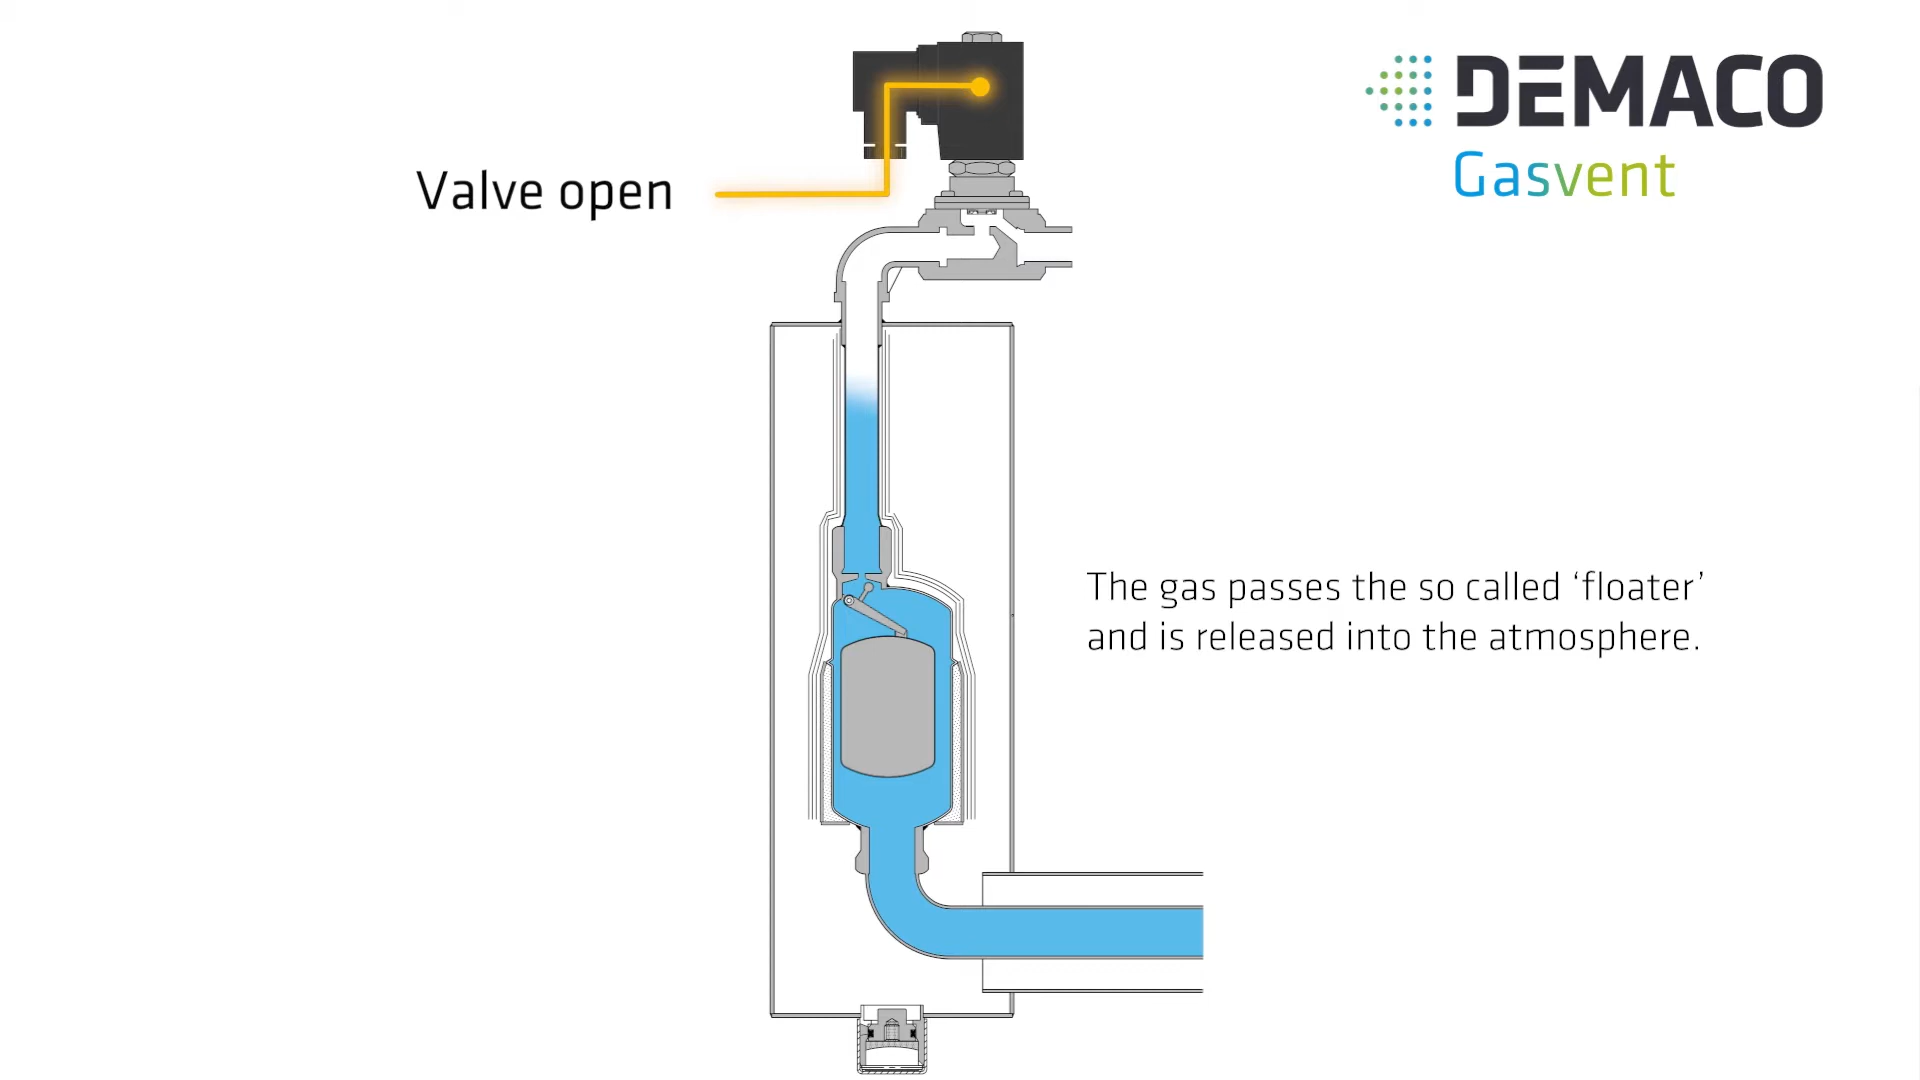 DEMACO
Gasvent
Valve open
The gas passes the so called ‘floater’
and is released into the atmosphere.